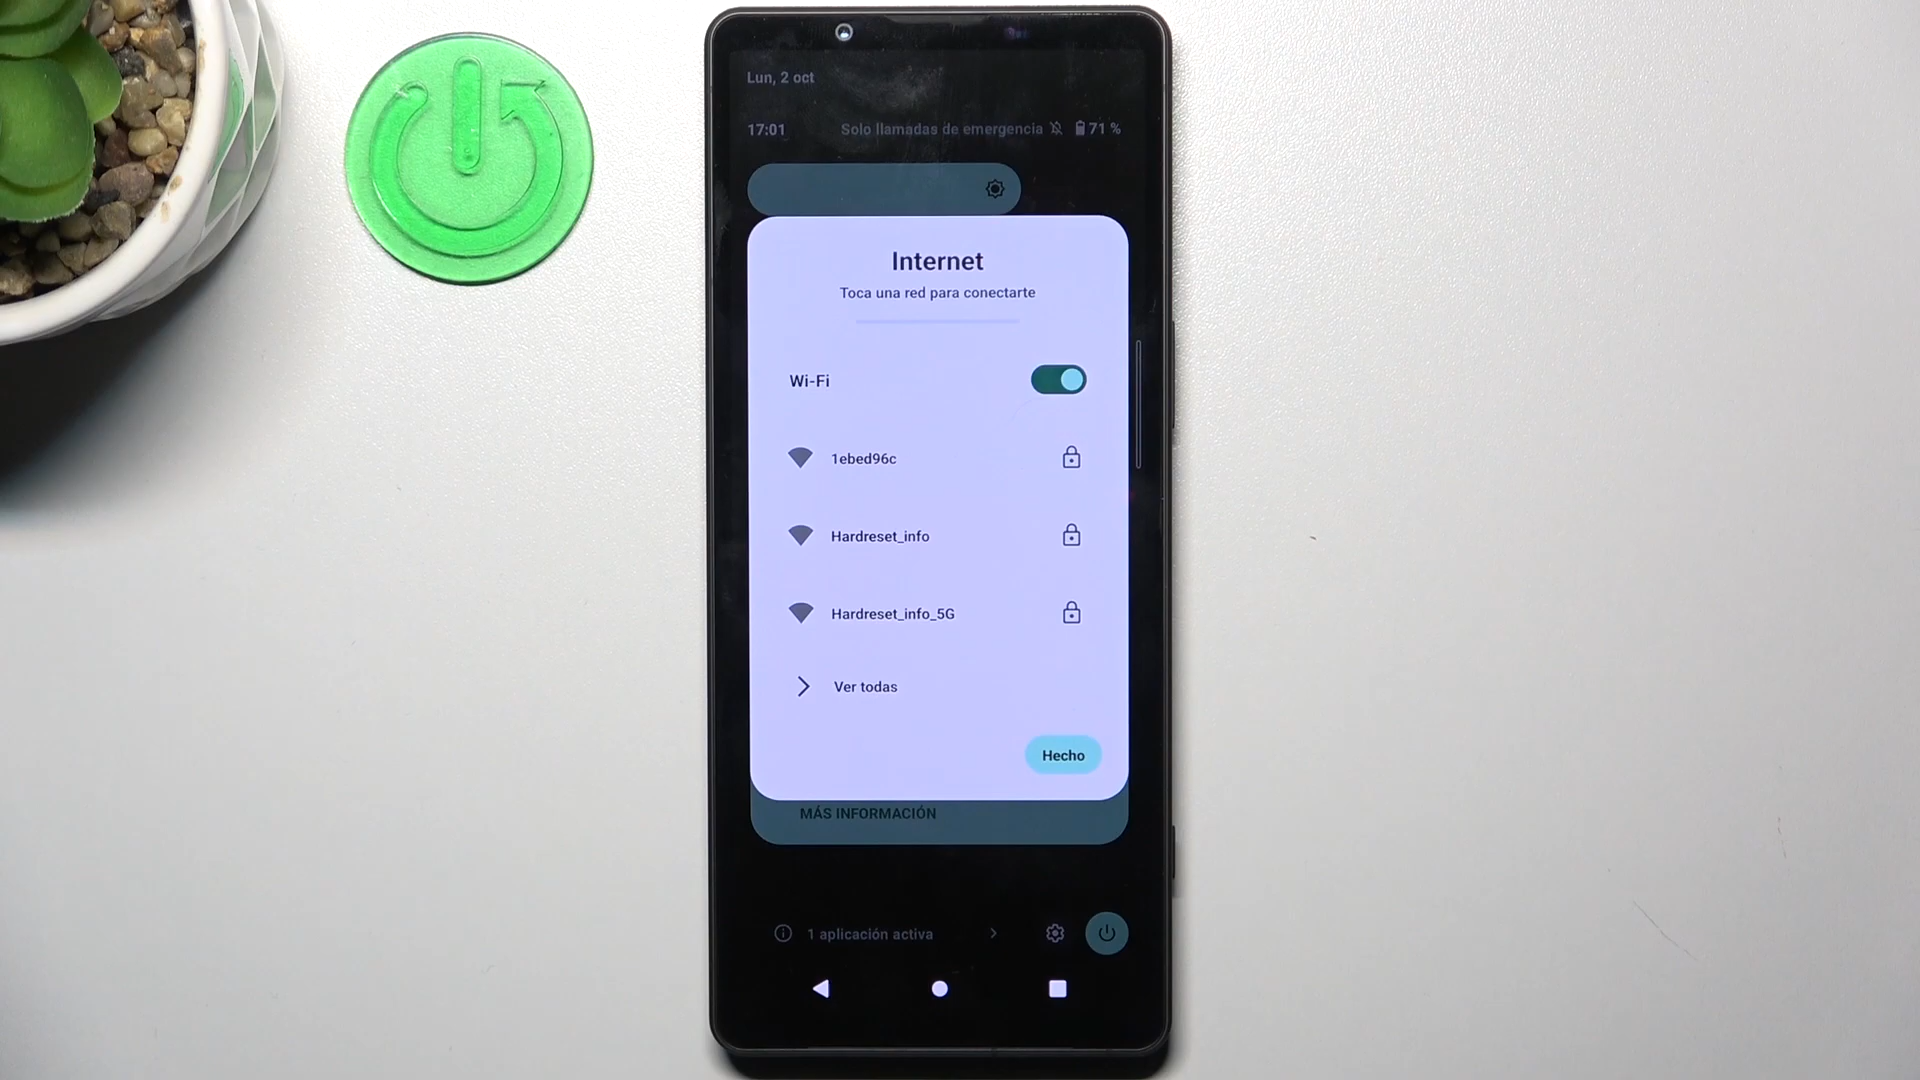 Lun, 2 oct
17:01 Solo llamadas de emergencia 71 %
Internet
Toca una red para conectarte
Wi-Fi
1ebed96c
Hardreset_info
Hardreset_info_5G
Ver todas
Hecho
MÁS INFORMACIÓN
1 aplicación activa